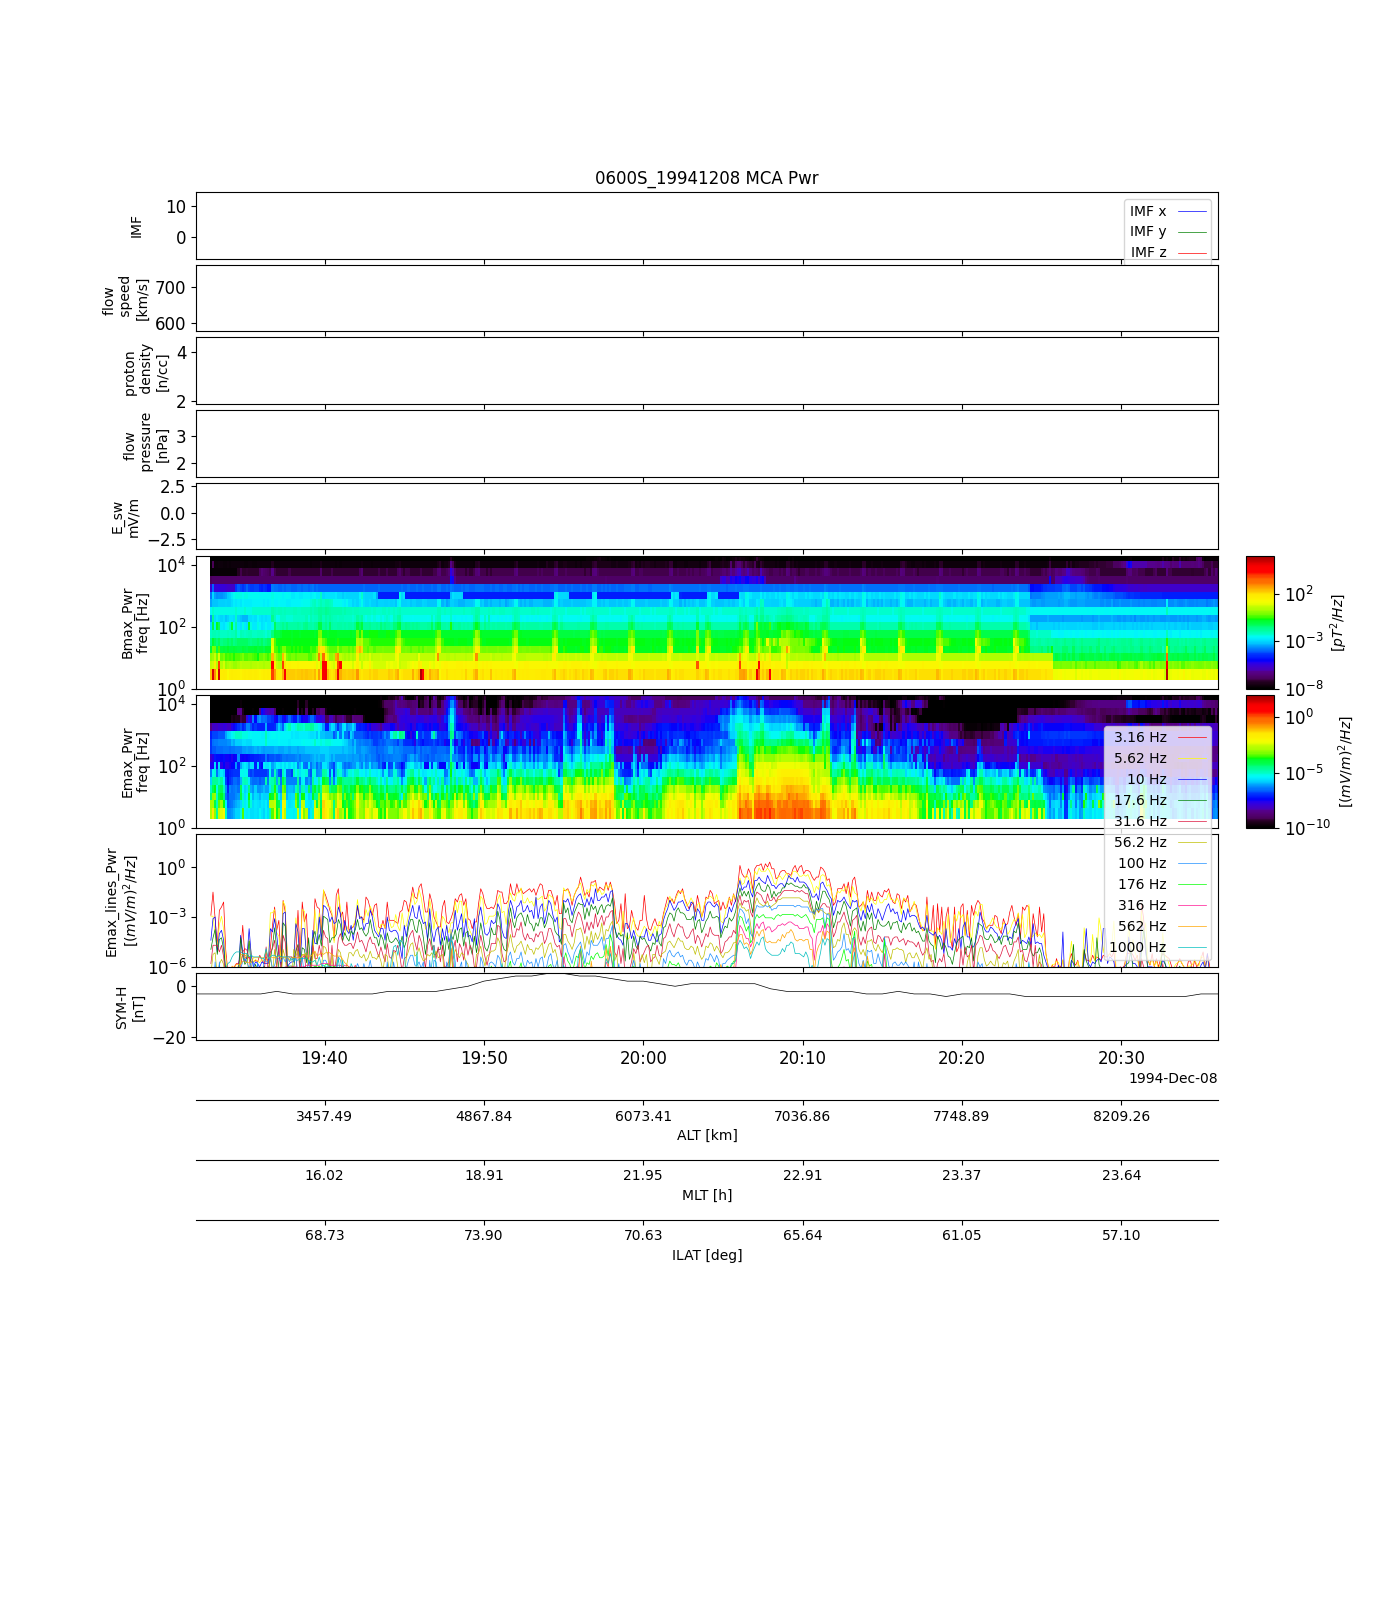 0600S_19941208 MCA Pwr
IMF
10
0
IMF x
IMF y
IMF z
flow
speed
[km/s]
700
600
proton
density
[n/cc]
4
2
flow
pressure
[nPa]
3
2
E_sw
mV/m
2.5
0.0
−2.5
Bmax_Pwr
freq [Hz]
10^4
10^2
10^0
10^2
10^−3
10^−8
[pT^2/Hz]
Emax_Pwr
freq [Hz]
10^4
10^2
10^0
10^0
10^−5
10^−10
[(mV/m)^2/Hz]
3.16 Hz
5.62 Hz
10 Hz
17.6 Hz
31.6 Hz
56.2 Hz
100 Hz
176 Hz
316 Hz
562 Hz
1000 Hz
Emax_lines_Pwr
[(mV/m)^2/Hz]
10^0
10^−3
10^−6
SYM-H
[nT]
0
−20
19:40 19:50 20:00 20:10 20:20 20:30
1994-Dec-08
3457.49 4867.84 6073.41 7036.86 7748.89 8209.26
ALT [km]
16.02 18.91 21.95 22.91 23.37 23.64
MLT [h]
68.73 73.90 70.63 65.64 61.05 57.10
ILAT [deg]